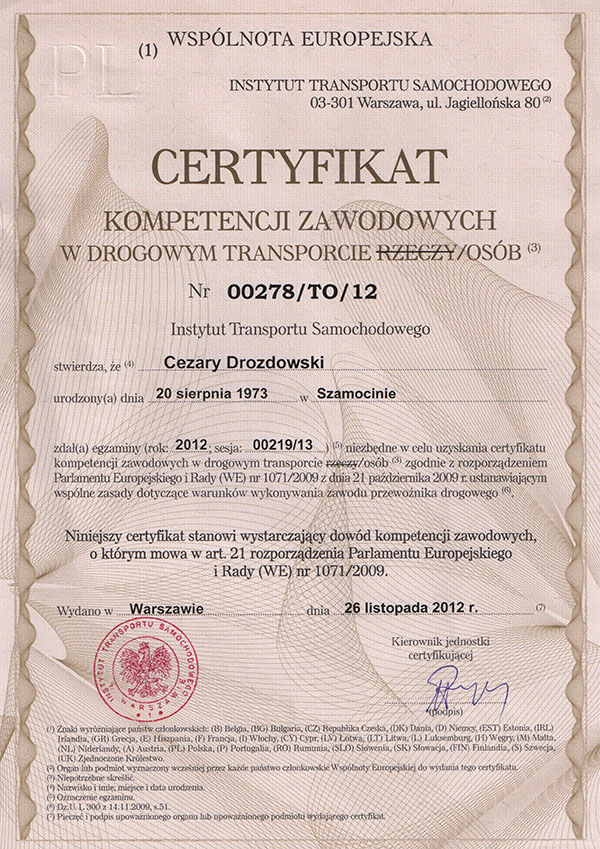 PL
(1) WSPÓLNOTA EUROPEJSKA
INSTYTUT TRANSPORTU SAMOCHODOWEGO
03-301 Warszawa, ul. Jagiellońska 80 (2)
CERTYFIKAT
KOMPETENCJI ZAWODOWYCH
W DROGOWYM TRANSPORCIE RZECZY/OSÓB (3)
Nr 00278/TO/12
Instytut Transportu Samochodowego
stwierdza, że (4) Cezary Drozdowski
urodzony(a) dnia 20 sierpnia 1973 w Szamocinie
zdał(a) egzaminy (rok: 2012; sesja: 00219/13 ) (5) niezbędne w celu uzyskania certyfikatu
kompetencji zawodowych w drogowym transporcie rzeczy/osób (3) zgodnie z rozporządzeniem
Parlamentu Europejskiego i Rady (WE) nr 1071/2009 z dnia 21 października 2009 r. ustanawiającym
wspólne zasady dotyczące warunków wykonywania zawodu przewoźnika drogowego (6).
Niniejszy certyfikat stanowi wystarczający dowód kompetencji zawodowych,
o którym mowa w art. 21 rozporządzenia Parlamentu Europejskiego
i Rady (WE) nr 1071/2009.
Wydano w Warszawie dnia 26 listopada 2012 r. (7)
INSTYTUT TRANSPORTU SAMOCHODOWEGO
W WARSZAWIE
1
Kierownik jednostki
certyfikującej
(podpis)
(1) Znaki wyróżniające państw członkowskich: (B) Belgia, (BG) Bułgaria, (CZ) Republika Czeska, (DK) Dania, (D) Niemcy, (EST) Estonia, (IRL)
Irlandia, (GR) Grecja, (E) Hiszpania, (F) Francja, (I) Włochy, (CY) Cypr, (LV) Łotwa, (LT) Litwa, (L) Luksemburg, (H) Węgry, (M) Malta,
(NL) Niderlandy, (A) Austria, (PL) Polska, (P) Portugalia, (RO) Rumunia, (SLO) Słowenia, (SK) Słowacja, (FIN) Finlandia, (S) Szwecja,
(UK) Zjednoczone Królestwo.
(2) Organ lub podmiot wyznaczony wcześniej przez każde państwo członkowskie Wspólnoty Europejskiej do wydania tego certyfikatu.
(3) Niepotrzebne skreślić.
(4) Nazwisko i imię; miejsce i data urodzenia.
(5) Oznaczenie egzaminu.
(6) Dz.U. L 300 z 14.11.2009, s.51.
(7) Pieczęć i podpis upoważnionego organu lub upoważnionego podmiotu wydającego certyfikat.